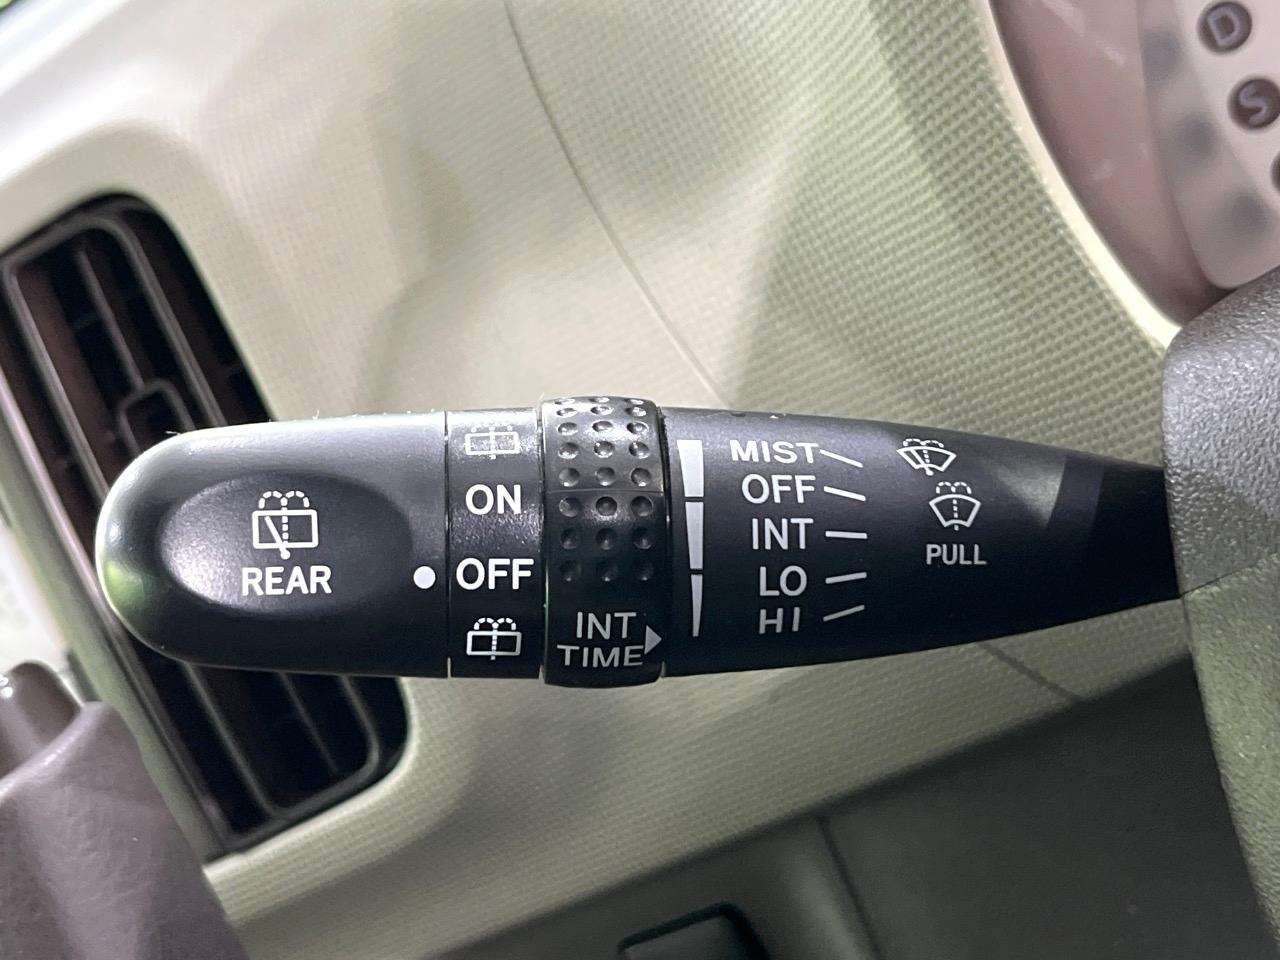 D
S
REAR
ON
OFF
INT
TIME
MIST
OFF
INT
LO
HI
PULL